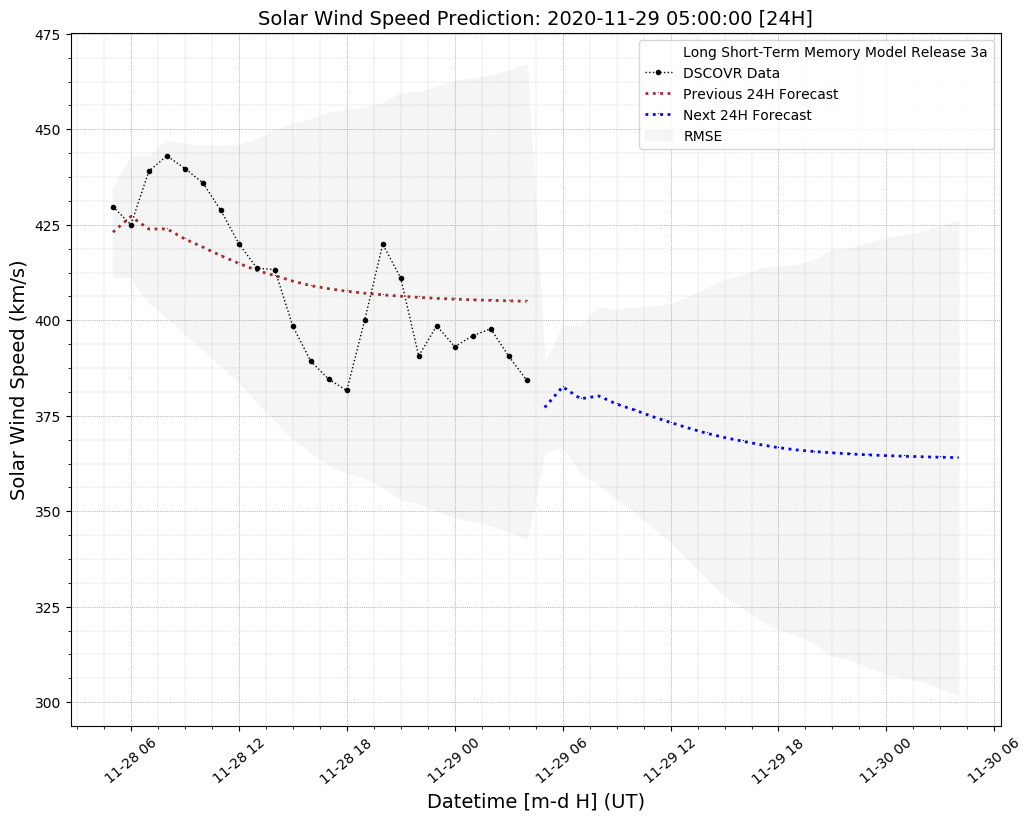 Solar Wind Speed Prediction: 2020-11-29 05:00:00 [24H]
Long Short-Term Memory Model Release 3a
DSCOVR Data
Previous 24H Forecast
Next 24H Forecast
RMSE
Solar Wind Speed (km/s)
475
450
425
400
375
350
325
300
11-28 06
11-28 12
11-28 18
11-29 00
11-29 06
11-29 12
11-29 18
11-30 00
11-30 06
Datetime [m-d H] (UT)